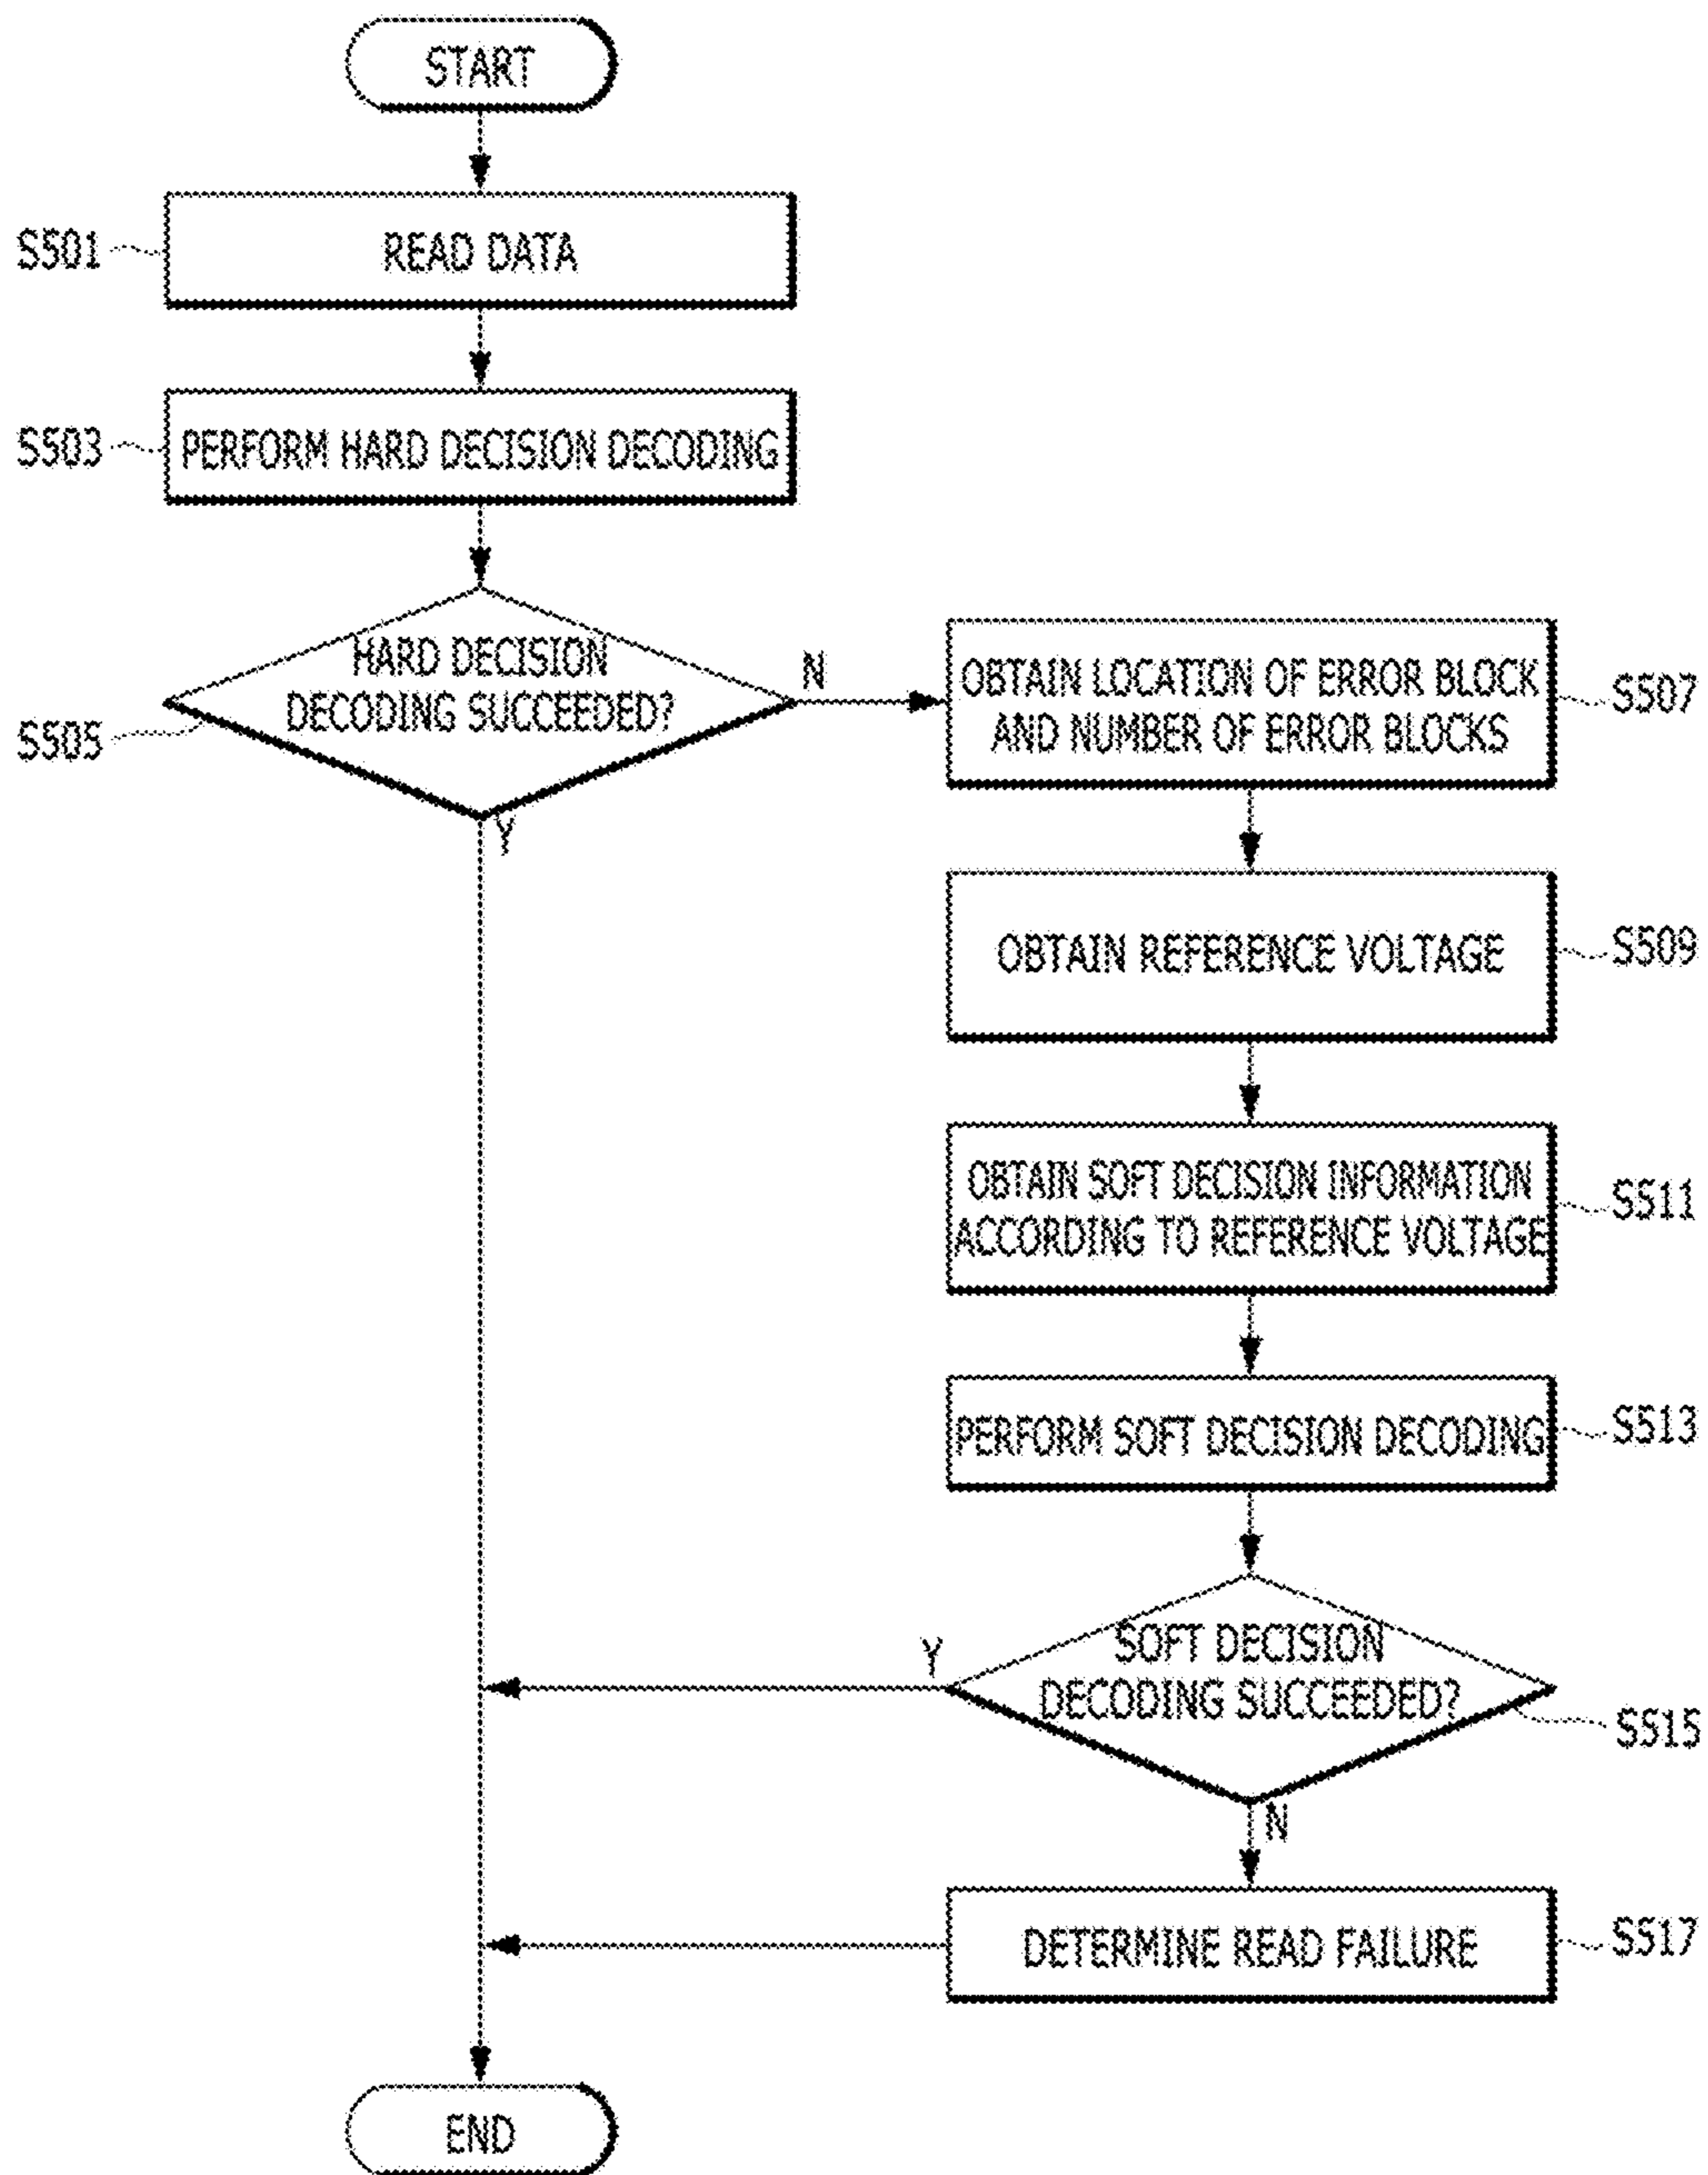 START
S501
READ DATA
S503
PERFORM HARD DECISION DECODING
S505
HARD DECISION
DECODING SUCCEEDED?
N
Y
OBTAIN LOCATION OF ERROR BLOCK
AND NUMBER OF ERROR BLOCKS
S507
OBTAIN REFERENCE VOLTAGE
S509
OBTAIN SOFT DECISION INFORMATION
ACCORDING TO REFERENCE VOLTAGE
S511
PERFORM SOFT DECISION DECODING
S513
Y
SOFT DECISION
DECODING SUCCEEDED?
S515
N
DETERMINE READ FAILURE
S517
END